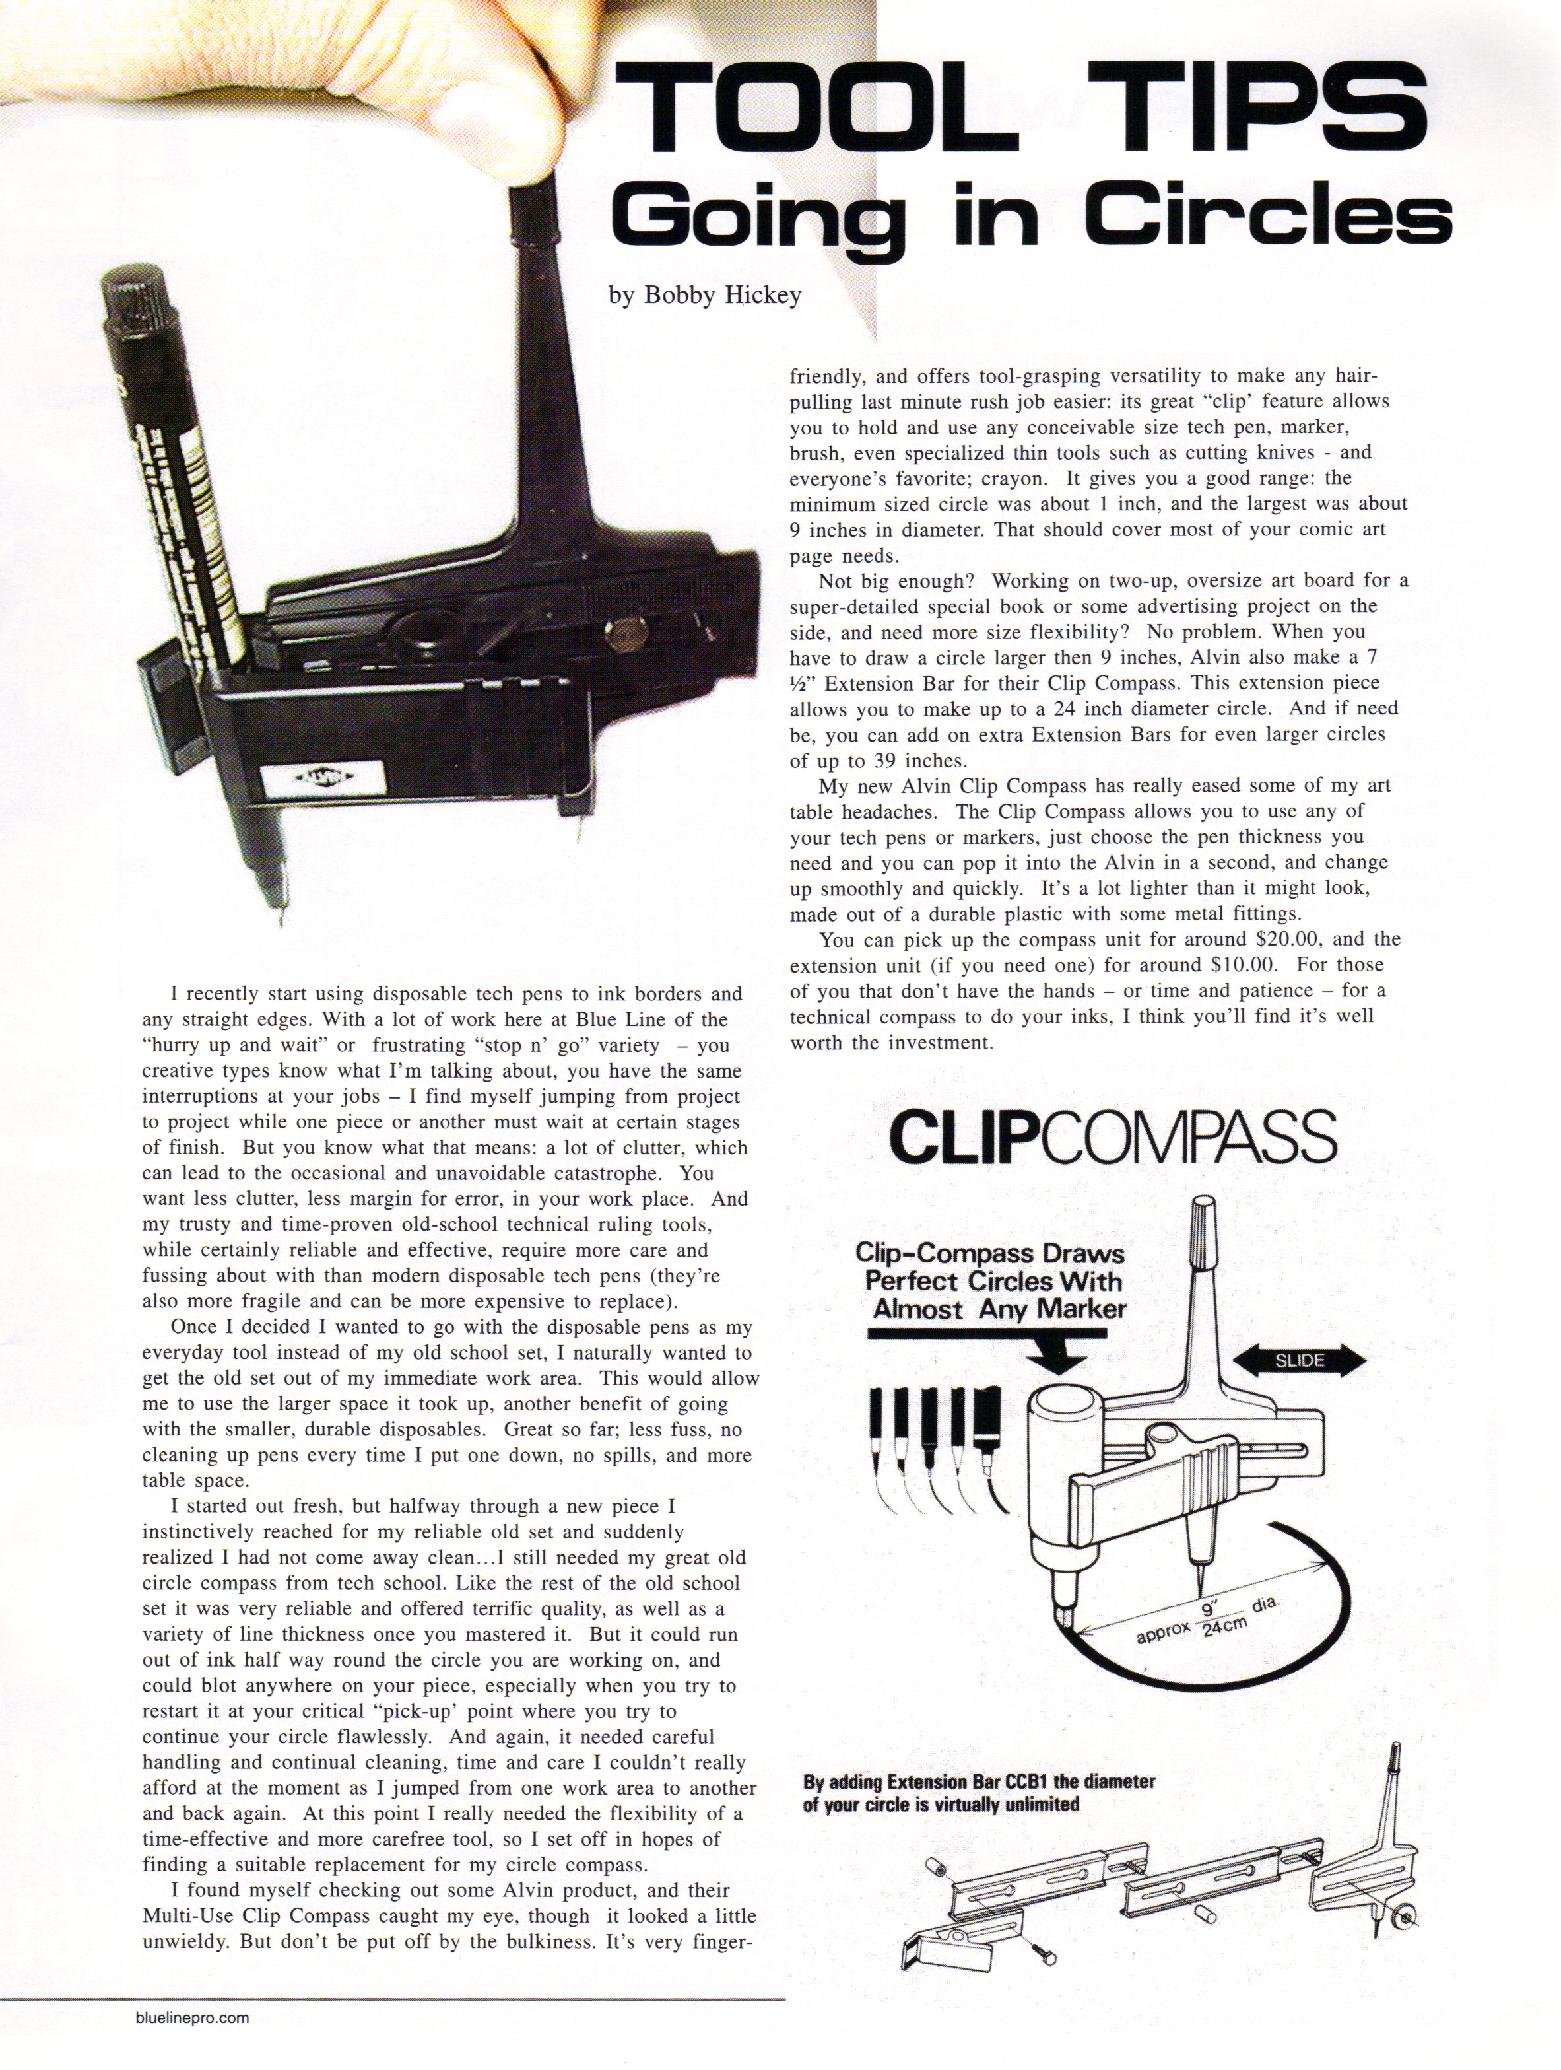 TOOL TIPS
Going in Circles
by Bobby Hickey
S
ALVIN
I recently start using disposable tech pens to ink borders and
any straight edges. With a lot of work here at Blue Line of the
“hurry up and wait” or frustrating “stop n’ go” variety – you
creative types know what I’m talking about, you have the same
interruptions at your jobs – I find myself jumping from project
to project while one piece or another must wait at certain stages
of finish. But you know what that means: a lot of clutter, which
can lead to the occasional and unavoidable catastrophe. You
want less clutter, less margin for error, in your work place. And
my trusty and time-proven old-school technical ruling tools,
while certainly reliable and effective, require more care and
fussing about with than modern disposable tech pens (they’re
also more fragile and can be more expensive to replace).
Once I decided I wanted to go with the disposable pens as my
everyday tool instead of my old school set, I naturally wanted to
get the old set out of my immediate work area. This would allow
me to use the larger space it took up, another benefit of going
with the smaller, durable disposables. Great so far; less fuss, no
cleaning up pens every time I put one down, no spills, and more
table space.
I started out fresh, but halfway through a new piece I
instinctively reached for my reliable old set and suddenly
realized I had not come away clean…I still needed my great old
circle compass from tech school. Like the rest of the old school
set it was very reliable and offered terrific quality, as well as a
variety of line thickness once you mastered it. But it could run
out of ink half way round the circle you are working on, and
could blot anywhere on your piece, especially when you try to
restart it at your critical “pick-up’ point where you try to
continue your circle flawlessly. And again, it needed careful
handling and continual cleaning, time and care I couldn’t really
afford at the moment as I jumped from one work area to another
and back again. At this point I really needed the flexibility of a
time-effective and more carefree tool, so I set off in hopes of
finding a suitable replacement for my circle compass.
I found myself checking out some Alvin product, and their
Multi-Use Clip Compass caught my eye, though it looked a little
unwieldy. But don’t be put off by the bulkiness. It’s very finger-
friendly, and offers tool-grasping versatility to make any hair-
pulling last minute rush job easier: its great “clip’ feature allows
you to hold and use any conceivable size tech pen, marker,
brush, even specialized thin tools such as cutting knives - and
everyone’s favorite; crayon. It gives you a good range: the
minimum sized circle was about 1 inch, and the largest was about
9 inches in diameter. That should cover most of your comic art
page needs.
Not big enough? Working on two-up, oversize art board for a
super-detailed special book or some advertising project on the
side, and need more size flexibility? No problem. When you
have to draw a circle larger then 9 inches, Alvin also make a 7
½” Extension Bar for their Clip Compass. This extension piece
allows you to make up to a 24 inch diameter circle. And if need
be, you can add on extra Extension Bars for even larger circles
of up to 39 inches.
My new Alvin Clip Compass has really eased some of my art
table headaches. The Clip Compass allows you to use any of
your tech pens or markers, just choose the pen thickness you
need and you can pop it into the Alvin in a second, and change
up smoothly and quickly. It’s a lot lighter than it might look,
made out of a durable plastic with some metal fittings.
You can pick up the compass unit for around $20.00, and the
extension unit (if you need one) for around $10.00. For those
of you that don’t have the hands – or time and patience – for a
technical compass to do your inks, I think you’ll find it’s well
worth the investment.
CLIPCOMPASS
Clip-Compass Draws
Perfect Circles With
Almost Any Marker
SLIDE
approx 9"/24cm dia
By adding Extension Bar CCB1 the diameter
of your circle is virtually unlimited
bluelinepro.com